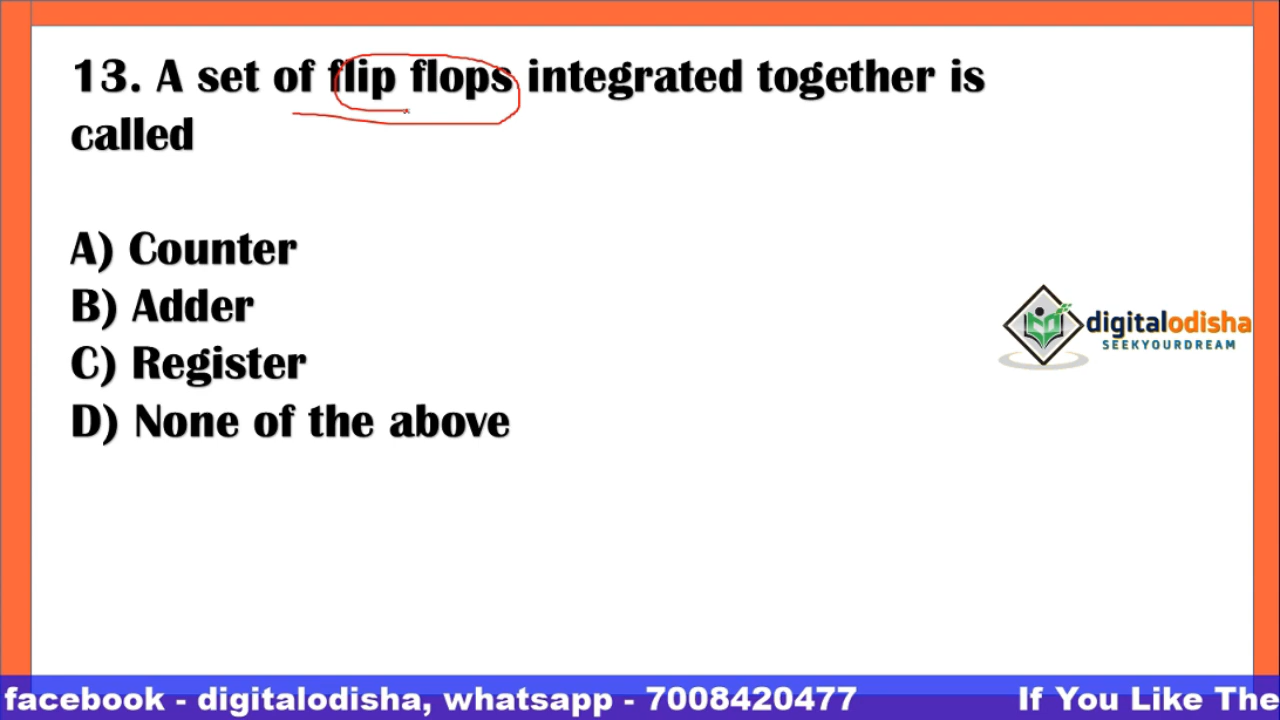 13. A set of flip flops integrated together is
called
A) Counter
B) Adder
C) Register
D) None of the above
digitalodisha
SEEKYOURDREAM
facebook - digitalodisha, whatsapp - 7008420477 If You Like The